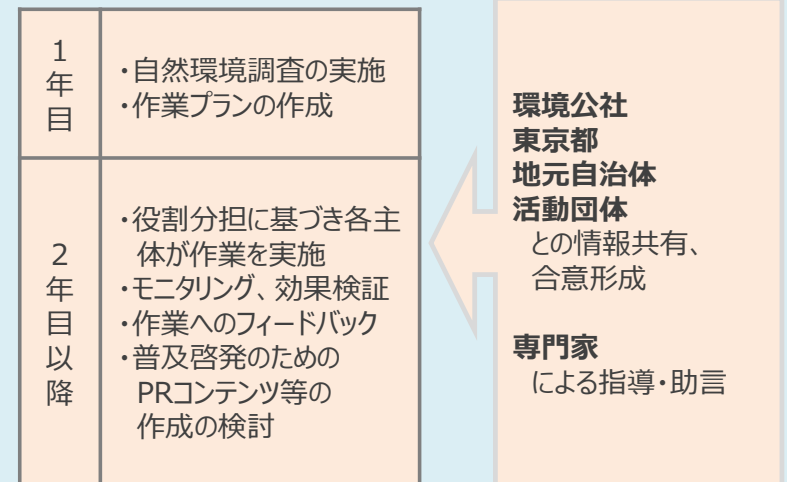 1
年
目
・自然環境調査の実施
・作業プランの作成
2
年
目
以
降
・役割分担に基づき各主
体が作業を実施
・モニタリング、効果検証
・作業へのフィードバック
・普及啓発のための
PRコンテンツ等の
作成の検討
環境公社
東京都
地元自治体
活動団体
との情報共有、
合意形成
専門家
による指導・助言